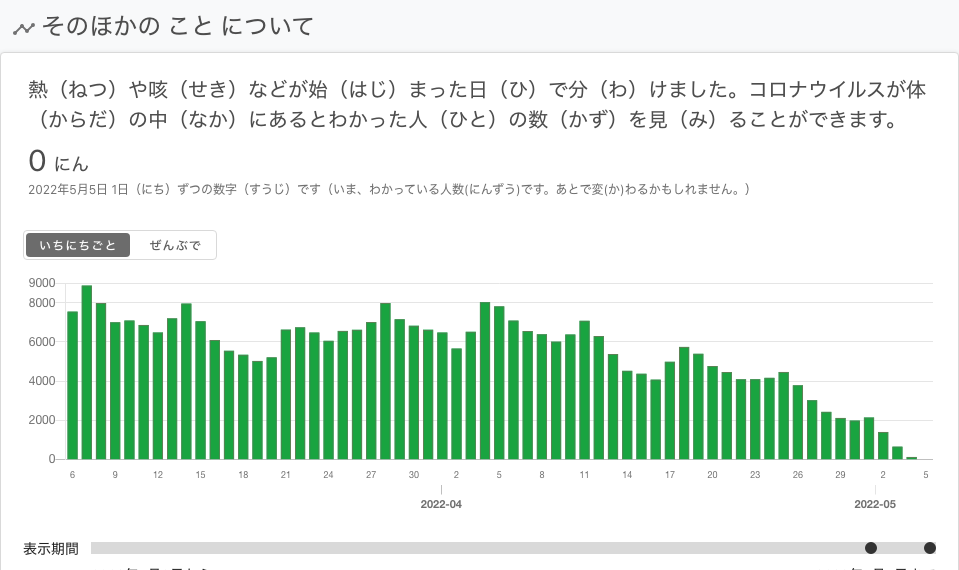 そのほかの こと について
熱（ねつ）や咳（せき）などが始（はじ）まった日（ひ）で分（わ）けました。コロナウイルスが体
（からだ）の中（なか）にあるとわかった人（ひと）の数（かず）を見（み）ることができます。
0 にん
2022年5月5日 1日（にち）ずつの数字（すうじ）です（いま、わかっている人数(にんずう)です。あとで変(か)わるかもしれません。）
いちにちごと ぜんぶで
9000
8000
6000
4000
2000
0
6 9 12 15 18 21 24 27 30 2 5 8 11 14 17 20 23 26 29 2 5
2022-04 2022-05
表示期間